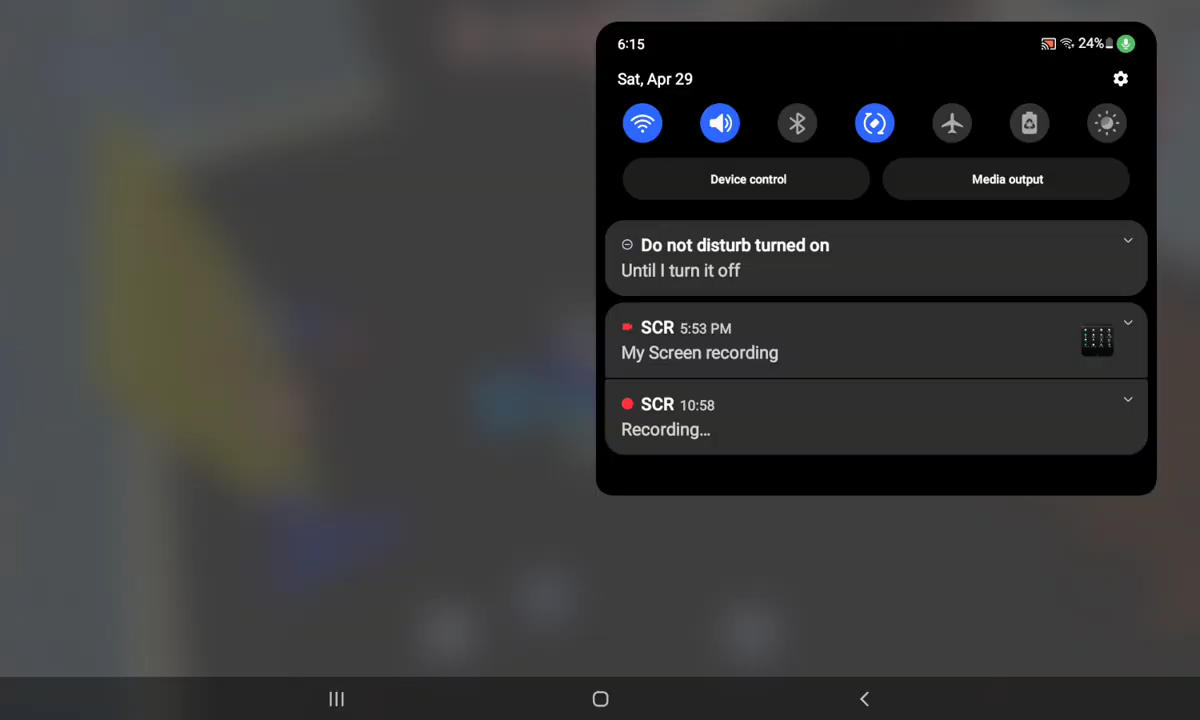 6:15 24%
Sat, Apr 29
Device control Media output
Do not disturb turned on
Until I turn it off
SCR 5:53 PM
My Screen recording
SCR 10:58
Recording...